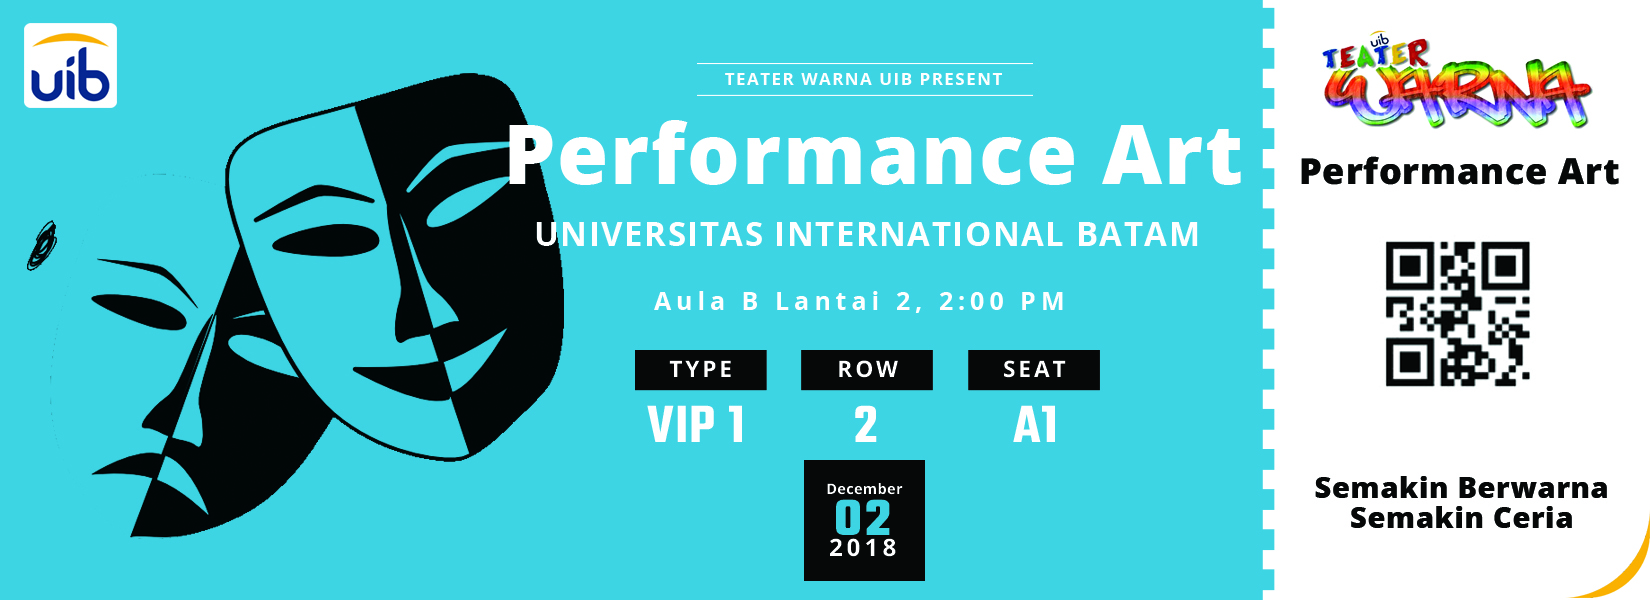 uib
TEATER WARNA UIB PRESENT
Performance Art
UNIVERSITAS INTERNATIONAL BATAM
Aula B Lantai 2, 2:00 PM
TYPE ROW SEAT
VIP 1 2 A1
December
02
2018
uib
TEATER
WARNA
Performance Art
Semakin Berwarna
Semakin Ceria